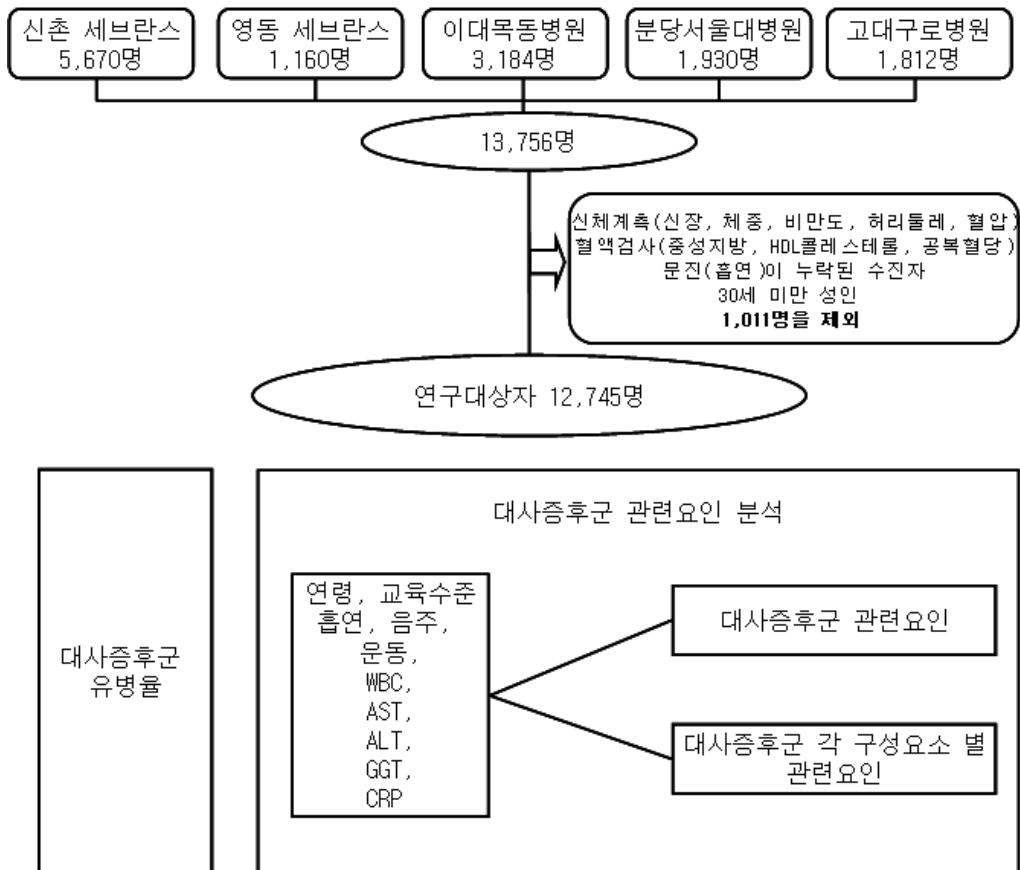 신촌 세브란스
5,670명
영동 세브란스
1,160명
이대목동병원
3,184명
분당서울대병원
1,930명
고대구로병원
1,812명
13,756명
신체계측(신장, 체중, 비만도, 허리둘레, 혈압)
혈액검사(중성지방, HDL콜레스테롤, 공복혈당)
문진(흡연)이 누락된 수진자
30세 미만 성인
1,011명을 제외
연구대상자 12,745명
대사증후군
유병율
대사증후군 관련요인 분석
연령, 교육수준
흡연, 음주,
운동,
WBC,
AST,
ALT,
GGT,
CRP
대사증후군 관련요인
대사증후군 각 구성요소 별
관련요인